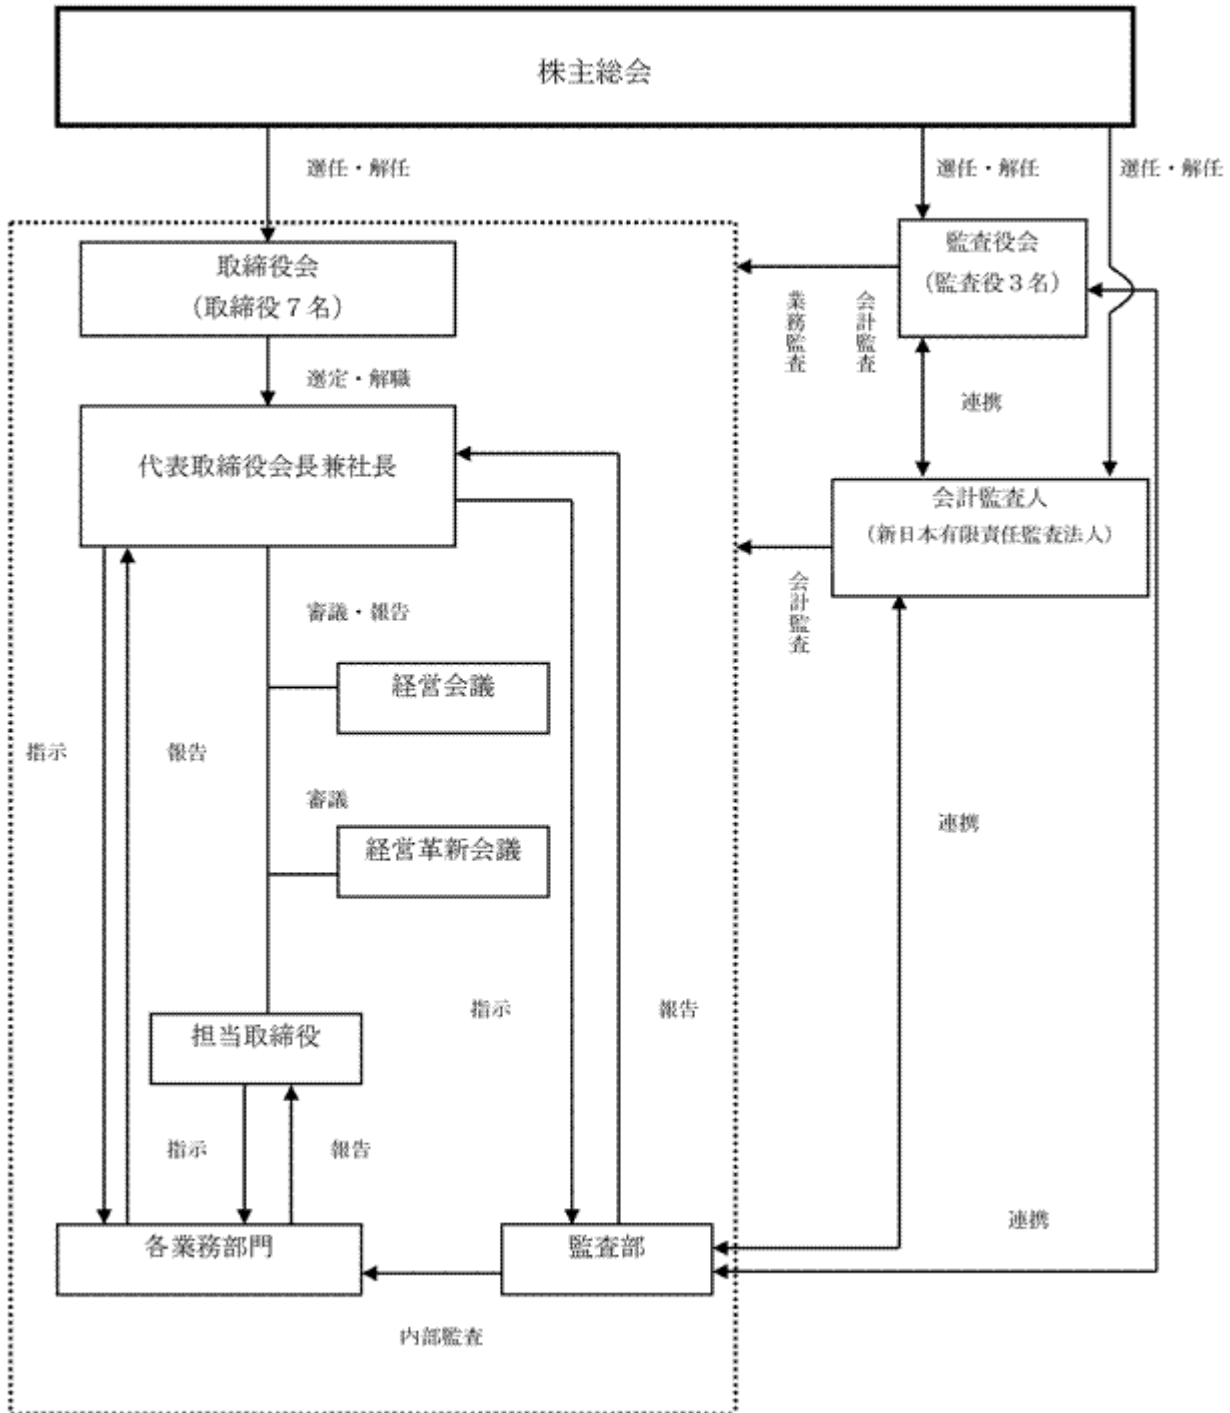 株主総会
選任・解任
選任・解任
選任・解任
取締役会
(取締役7名)
監査役会
(監査役3名)
業務監査
会計監査
選定・解職
連携
代表取締役会長兼社長
会計監査人
(新日本有限責任監査法人)
会計監査
審議・報告
経営会議
指示
報告
審議
経営革新会議
連携
指示
報告
担当取締役
指示
報告
連携
各業務部門
監査部
内部監査